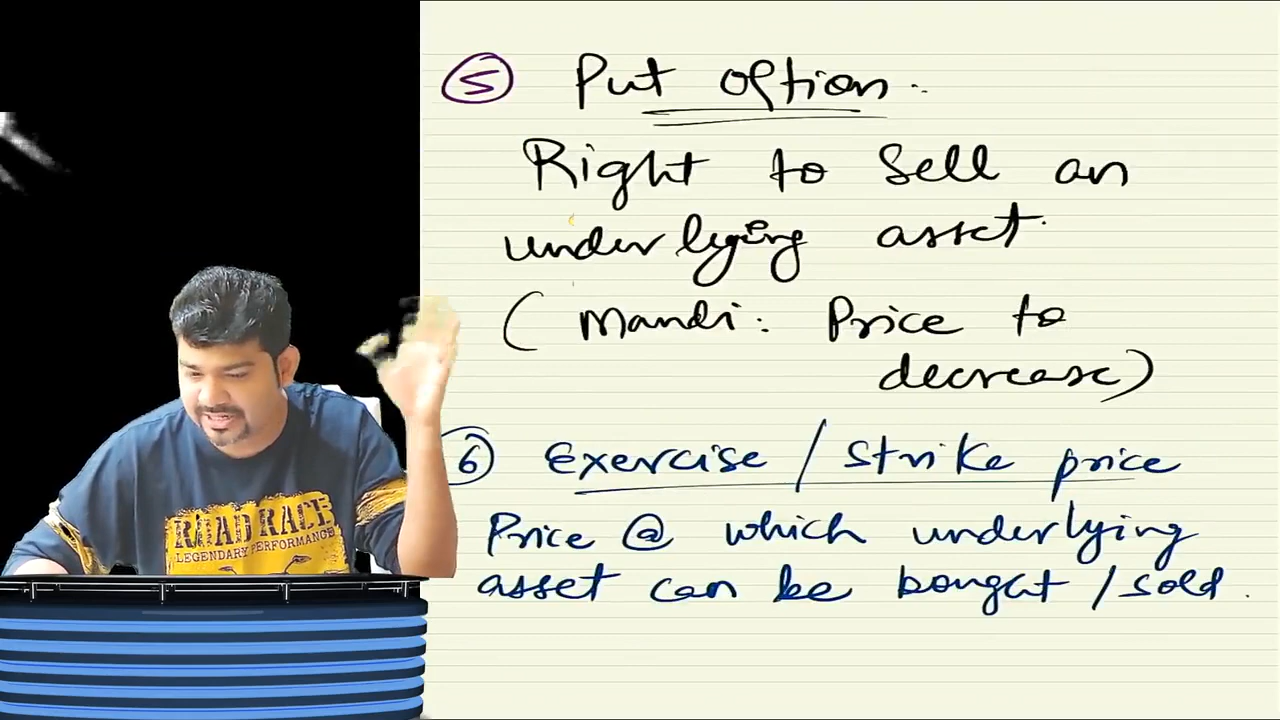 5 Put option..
Right to sell an
underlying asset.
(Mandi: Price to
decrease)
6 Exercise / Strike price
Price @ which underlying
asset can be bought / sold.
ROAD RACE
LEGENDARY PERFORMANCE